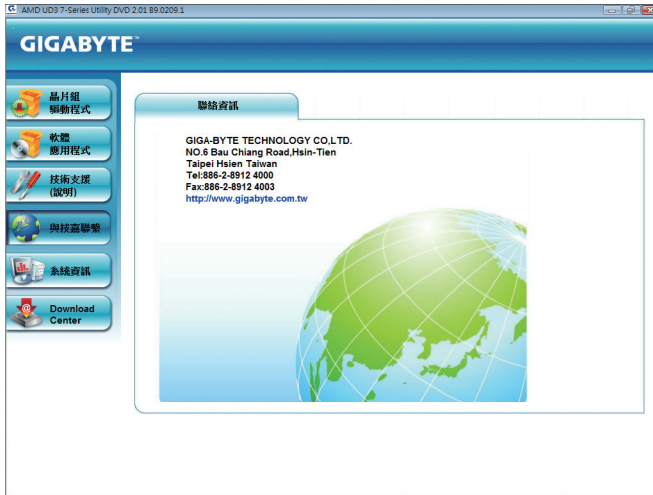 AMD UD3 7-Series Utility DVD 2.01 B9.0209.1
GIGABYTE™
晶片組
驅動程式
軟體
應用程式
技術支援
(說明)
與技嘉聯繫
系統資訊
Download
Center
聯絡資訊
GIGA-BYTE TECHNOLOGY CO,LTD.
NO.6 Bau Chiang Road,Hsin-Tien
Taipei Hsien Taiwan
Tel:886-2-8912 4000
Fax:886-2-8912 4003
http://www.gigabyte.com.tw